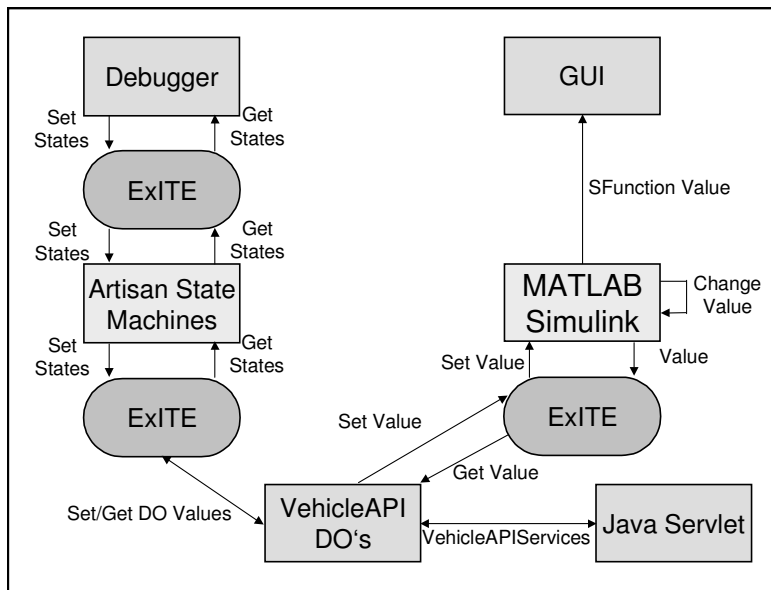 Debugger
GUI
Set
States
Get
States
ExITE
SFunction Value
Set
States
Get
States
Artisan State
Machines
MATLAB
Simulink
Change
Value
Set
States
Get
States
Set Value
Value
ExITE
ExITE
Set Value
Get Value
Set/Get DO Values
VehicleAPI
DO‘s
VehicleAPIServices
Java Servlet